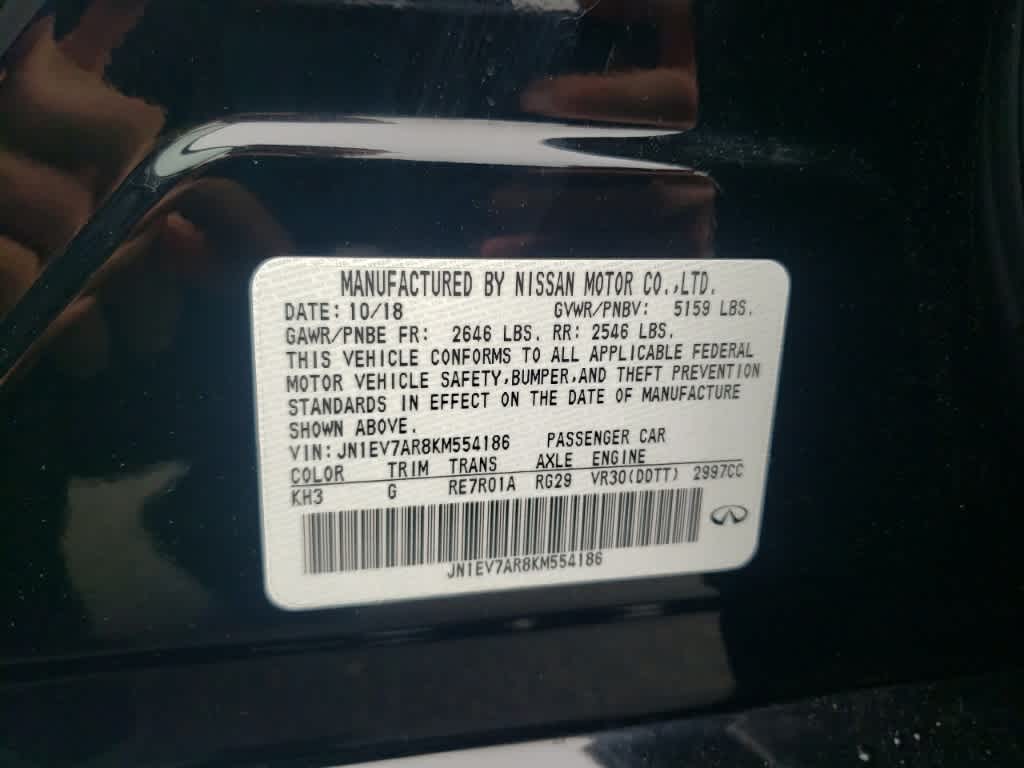 MANUFACTURED BY NISSAN MOTOR CO.,LTD.
DATE: 10/18 GVWR/PNBV: 5159 LBS.
GAWR/PNBE FR: 2646 LBS. RR: 2546 LBS.
THIS VEHICLE CONFORMS TO ALL APPLICABLE FEDERAL
MOTOR VEHICLE SAFETY,BUMPER,AND THEFT PREVENTION
STANDARDS IN EFFECT ON THE DATE OF MANUFACTURE
SHOWN ABOVE.
VIN:JN1EV7AR8KM554186 PASSENGER CAR
COLOR TRIM TRANS AXLE ENGINE
KH3 G RE7R01A RG29 VR30(DDTT) 2997CC
JN1EV7AR8KM554186